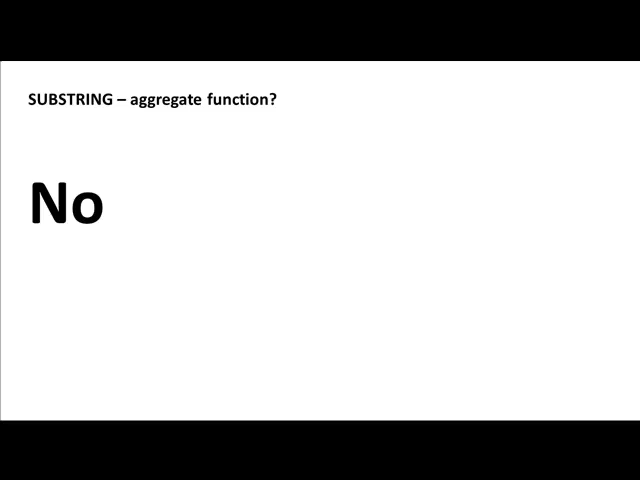 SUBSTRING – aggregate function?
No